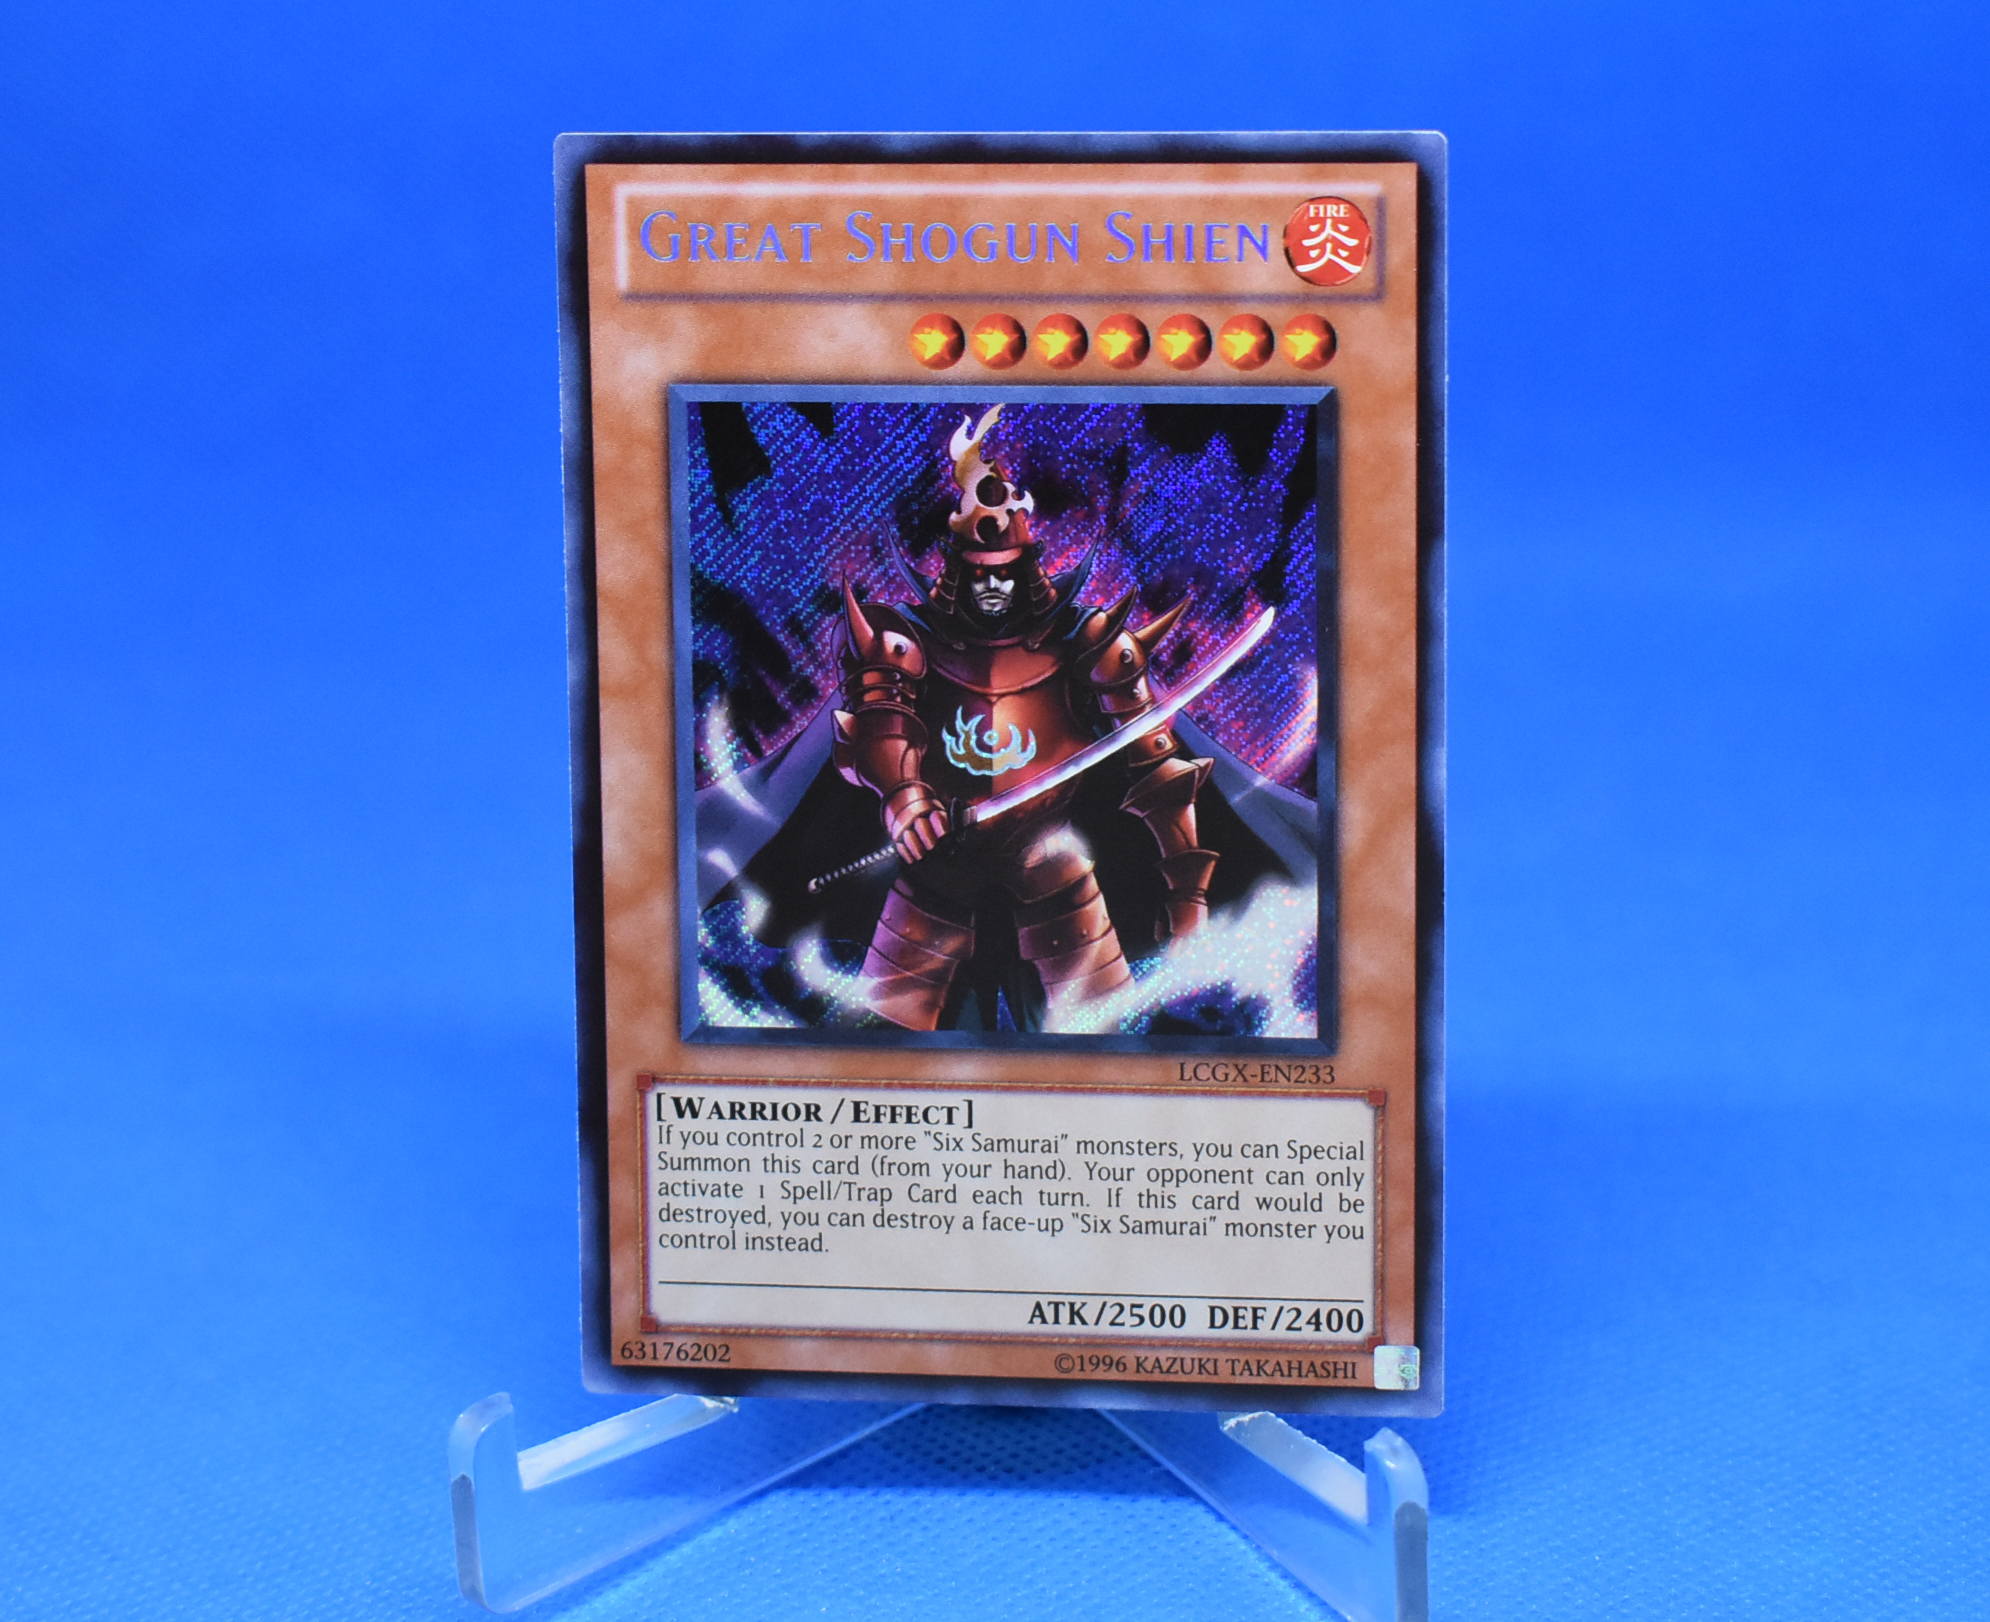 GREAT SHOGUN SHIEN
FIRE
炎
LCGX-EN233
[WARRIOR / EFFECT]
If you control 2 or more "Six Samurai" monsters, you can Special
Summon this card (from your hand). Your opponent can only
activate 1 Spell/Trap Card each turn. If this card would be
destroyed, you can destroy a face-up "Six Samurai" monster you
control instead.
ATK/2500 DEF/2400
63176202
©1996 KAZUKI TAKAHASHI